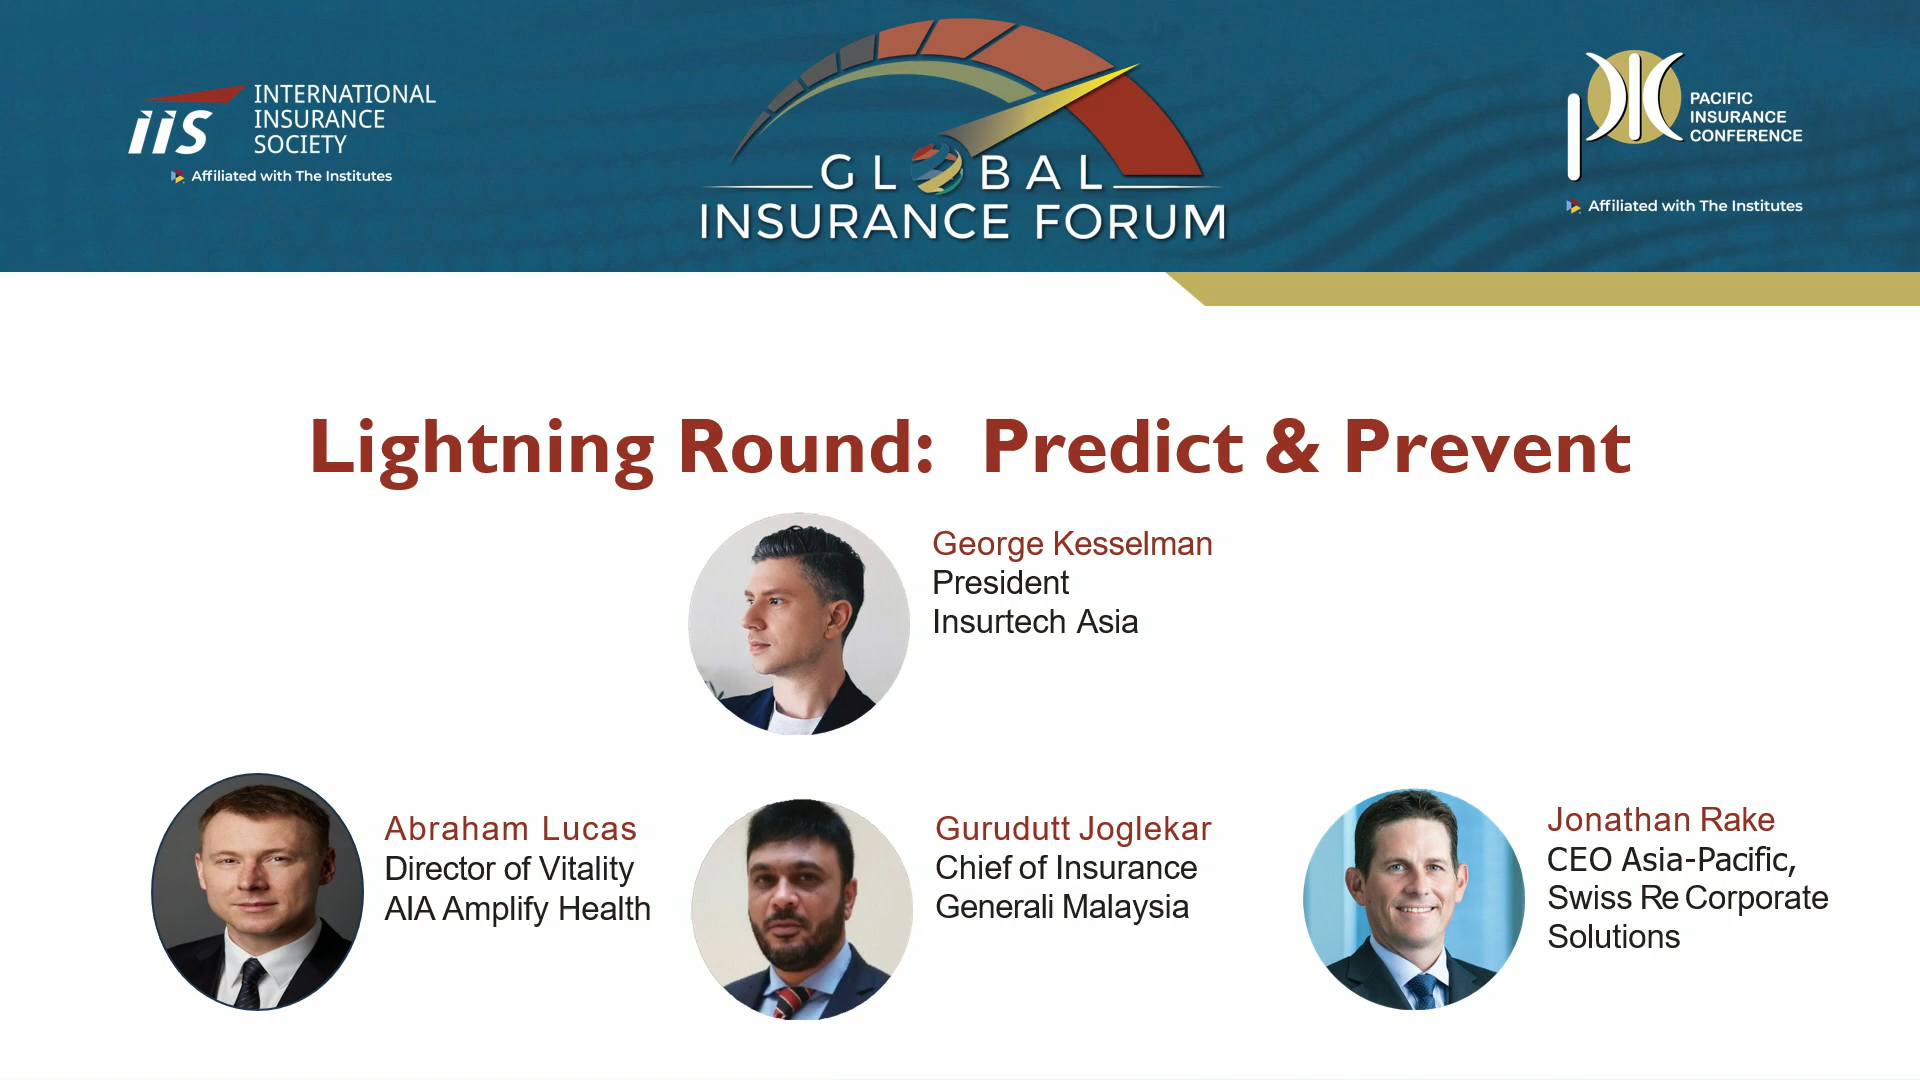 iis
INTERNATIONAL
INSURANCE
SOCIETY
Affiliated with The Institutes
GLOBAL
INSURANCE FORUM
PIC
PACIFIC
INSURANCE
CONFERENCE
Affiliated with The Institutes
Lightning Round: Predict & Prevent
George Kesselman
President
Insurtech Asia
Abraham Lucas
Director of Vitality
AIA Amplify Health
Gurudutt Joglekar
Chief of Insurance
Generali Malaysia
Jonathan Rake
CEO Asia-Pacific,
Swiss Re Corporate
Solutions